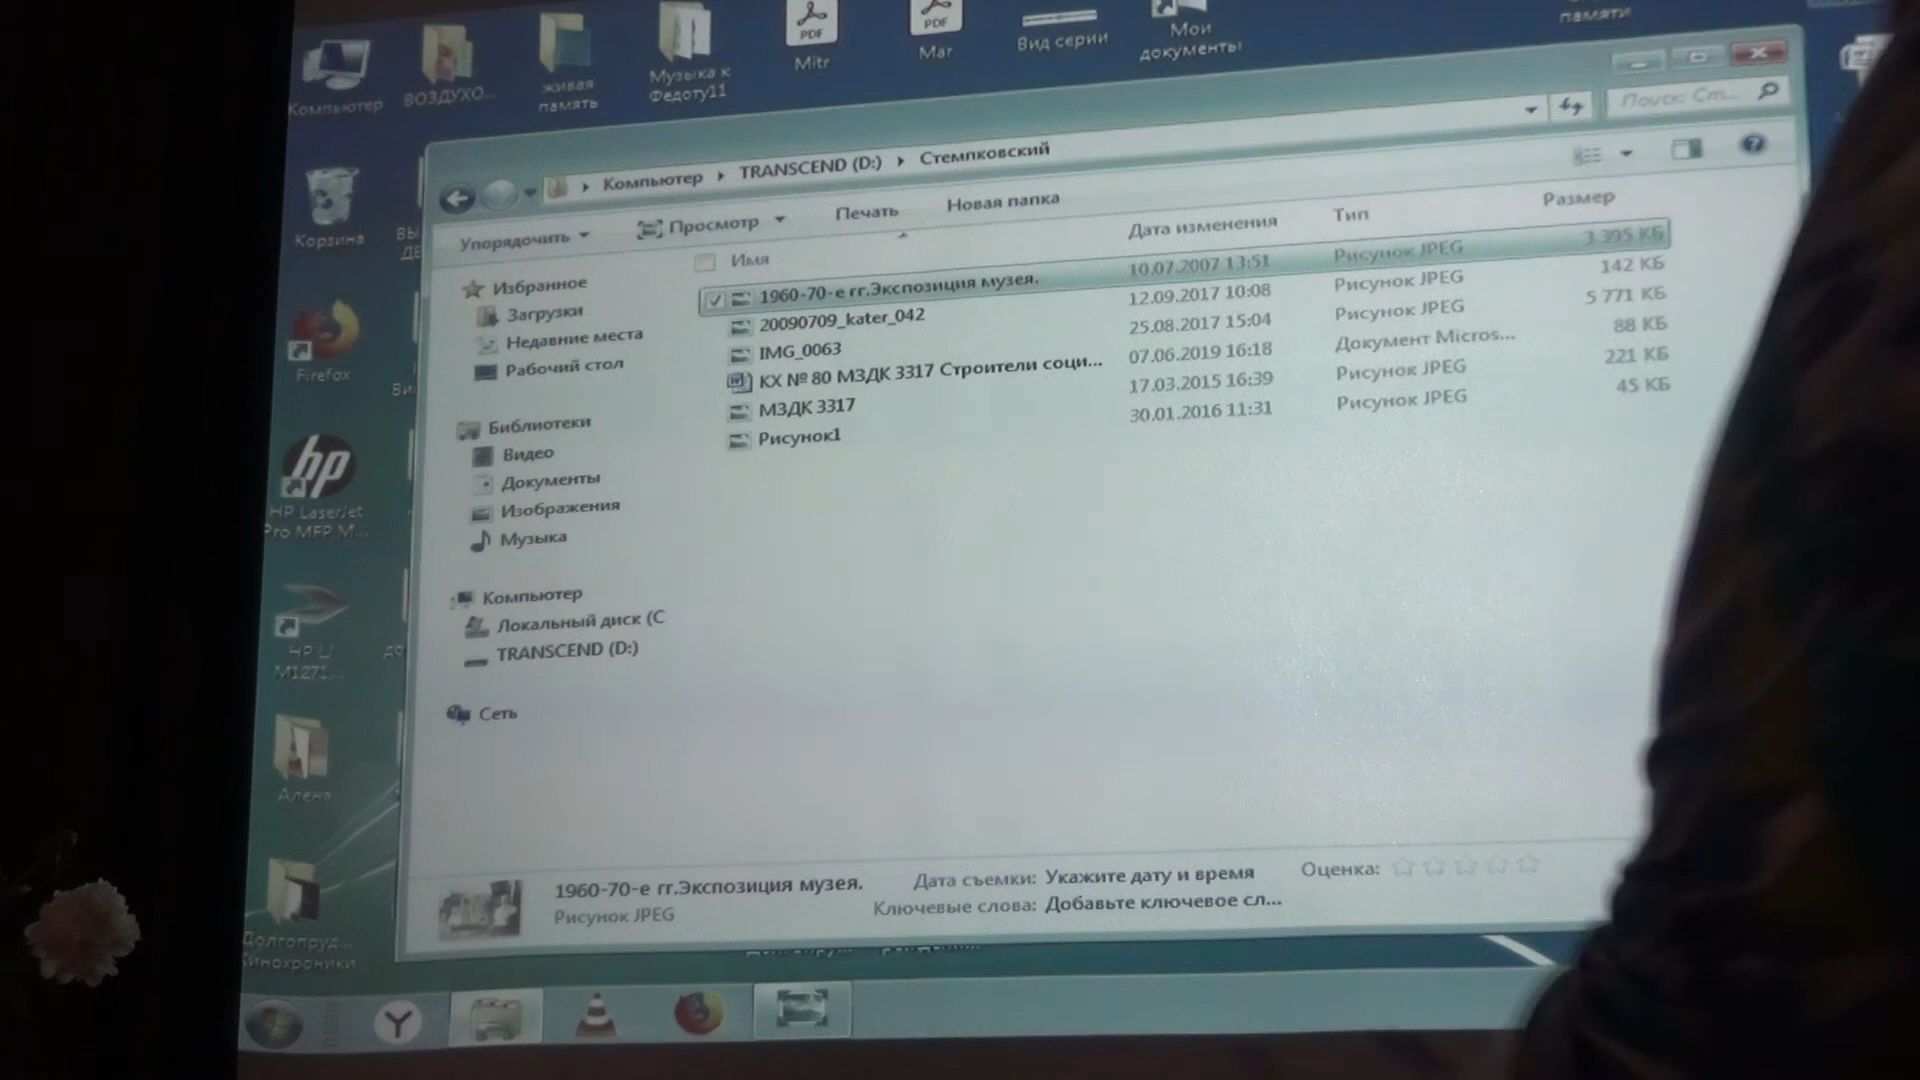 памяти
Компьютер
ВОЗДУХО...
живая память
Музыка к Федоту11
PDF
Mitr
PDF
Mar
Вид серии
Мои документы
Поиск: Ст...
Компьютер ▸ TRANSCEND (D:) ▸ Стемпковский
Упорядочить
Просмотр
Печать
Новая папка
Имя
Дата изменения
Тип
Размер
1960-70-е гг.Экспозиция музея. 10.07.2007 13:51 Рисунок JPEG 3 395 КБ
20090709_kater_042 12.09.2017 10:08 Рисунок JPEG 142 КБ
IMG_0063 25.08.2017 15:04 Рисунок JPEG 5 771 КБ
КХ № 80 МЗДК 3317 Строители соци... 07.06.2019 16:18 Документ Micros... 88 КБ
МЗДК 3317 17.03.2015 16:39 Рисунок JPEG 221 КБ
Рисунок1 30.01.2016 11:31 Рисунок JPEG 45 КБ
Избранное
Загрузки
Недавние места
Рабочий стол
Библиотеки
Видео
Документы
Изображения
Музыка
Компьютер
Локальный диск (C
TRANSCEND (D:)
Сеть
Корзина
Firefox
hp
HP LaserJet
Pro MFP M...
M1271...
Алена
Долгопруд...
Кинохроники
1960-70-е гг.Экспозиция музея.
Рисунок JPEG
Дата съемки: Укажите дату и время
Ключевые слова: Добавьте ключевое сл...
Оценка: